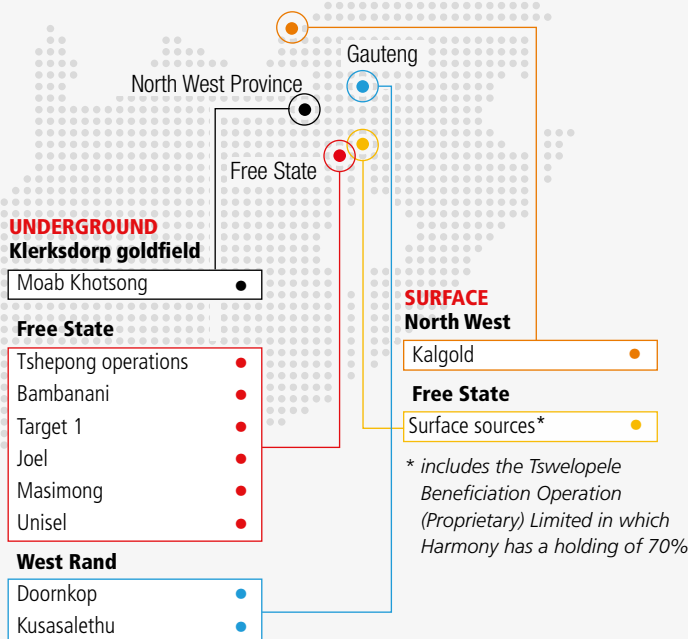 Gauteng
North West Province
Free State
UNDERGROUND
Klerksdorp goldfield
Moab Khotsong
Free State
Tshepong operations
Bambanani
Target 1
Joel
Masimong
Unisel
West Rand
Doornkop
Kusasalethu
SURFACE
North West
Kalgold
Free State
Surface sources*
* includes the Tswelopele
Beneficiation Operation
(Proprietary) Limited in which
Harmony has a holding of 70%